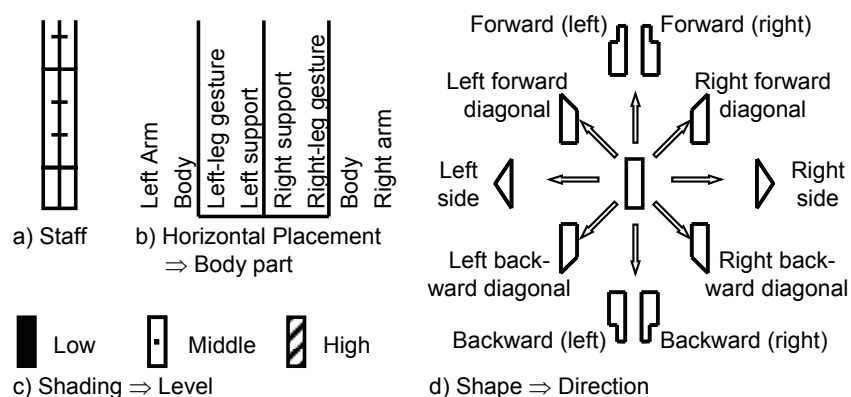 a) Staff
Left Arm
Body
Left-leg gesture
Left support
Right support
Right-leg gesture
Body
Right arm
b) Horizontal Placement
⇒ Body part
Low
Middle
High
c) Shading ⇒ Level
Forward (left)
Forward (right)
Left forward
diagonal
Right forward
diagonal
Left
side
Right
side
Left back-
ward diagonal
Right back-
ward diagonal
Backward (left)
Backward (right)
d) Shape ⇒ Direction